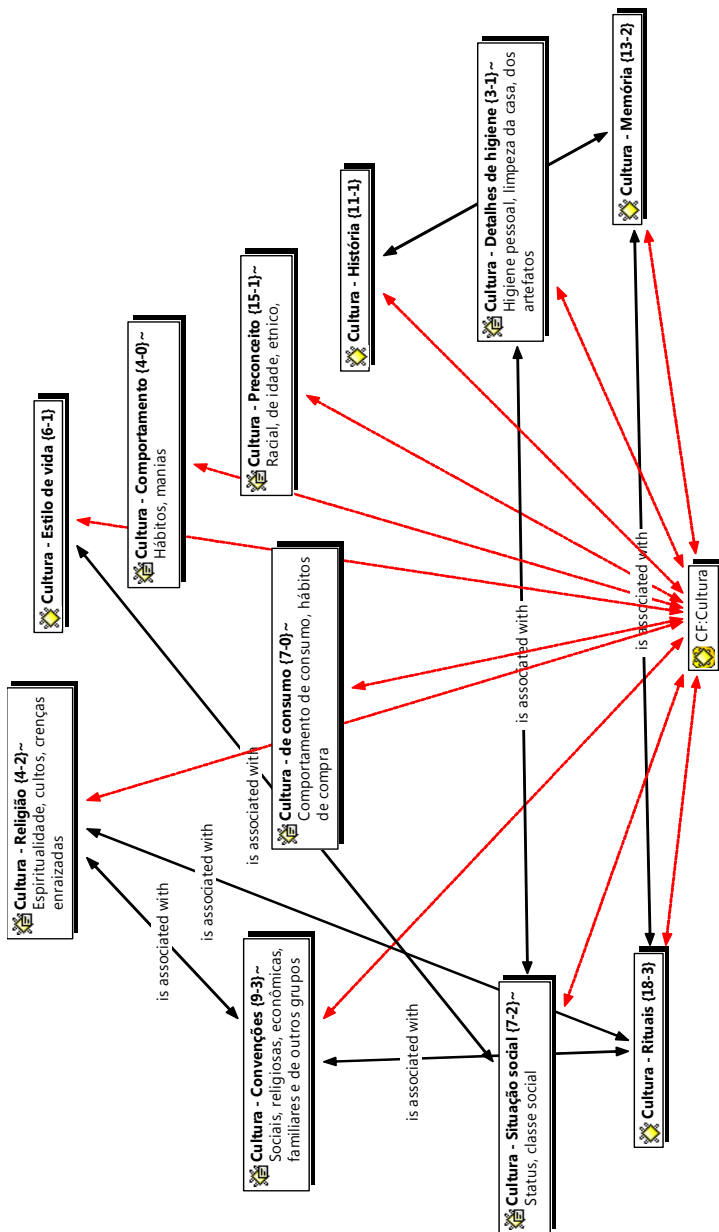 Cultura - Religião {4-2}~
Espiritualidade, cultos, crenças
enraizadas
Cultura - Estilo de vida {6-1}
Cultura - Comportamento {4-0}~
Hábitos, manias
Cultura - Preconceito {15-1}~
Racial, de idade, etnico,
Cultura - História {11-1}
Cultura - Detalhes de higiene {3-1}~
Higiene pessoal, limpeza da casa, dos
artefatos
Cultura - Memória {13-2}
Cultura - de consumo {7-0}~
Comportamento de consumo, hábitos
de compra
Cultura - Convenções {9-3}~
Sociais, religiosas, econômicas,
familiares e de outros grupos
Cultura - Situação social {7-2}~
Status, classe social
Cultura - Rituais {18-3}
CF:Cultura
is associated with
is associated with
is associated with
is associated with
is associated with
is associated with